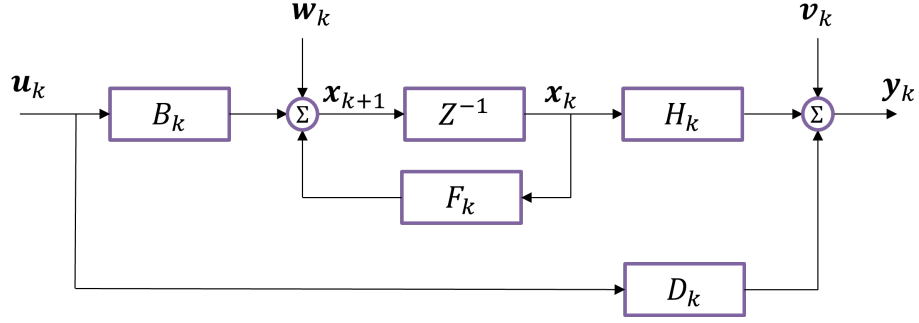 w_k
v_k
u_k
B_k
Σ
x_{k+1}
Z^{-1}
x_k
H_k
Σ
y_k
F_k
D_k